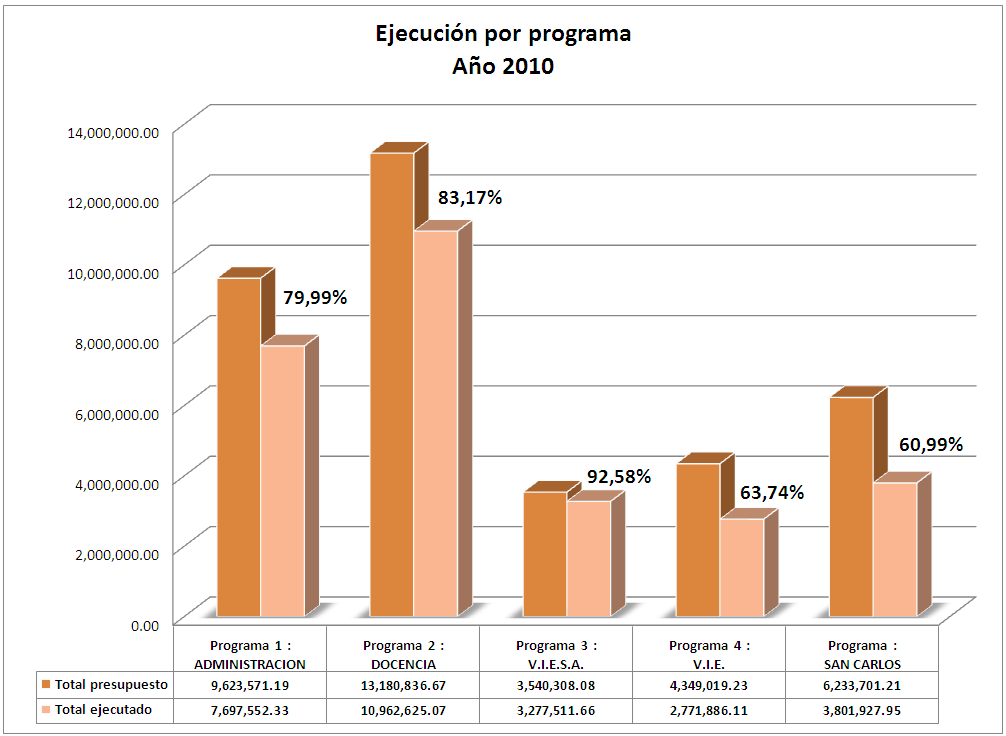 Ejecución por programa
Año 2010
14,000,000.00
12,000,000.00
10,000,000.00
8,000,000.00
6,000,000.00
4,000,000.00
2,000,000.00
0.00
79,99%
83,17%
92,58%
63,74%
60,99%
Programa 1 :
ADMINISTRACION
Programa 2 :
DOCENCIA
Programa 3 :
V.I.E.S.A.
Programa 4 :
V.I.E.
Programa :
SAN CARLOS
Total presupuesto 9,623,571.19 13,180,836.67 3,540,308.08 4,349,019.23 6,233,701.21
Total ejecutado 7,697,552.33 10,962,625.07 3,277,511.66 2,771,886.11 3,801,927.95